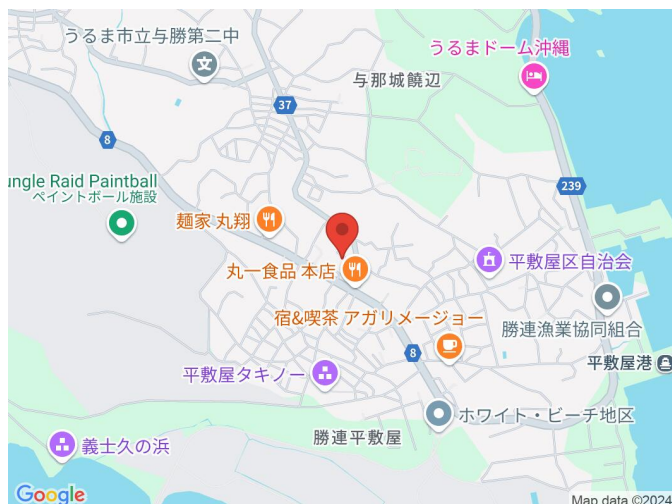 うるま市立与勝第二中
うるまドーム沖縄
与那城饒辺
37
8
239
ungle Raid Paintball
ペイントボール施設
麺家 丸翔
丸一食品 本店
平敷屋区自治会
宿&喫茶 アガリメージョー
勝連漁業協同組合
8
平敷屋港
平敷屋タキノー
ホワイト・ビーチ地区
勝連平敷屋
義士久の浜
Google
Map data ©2024